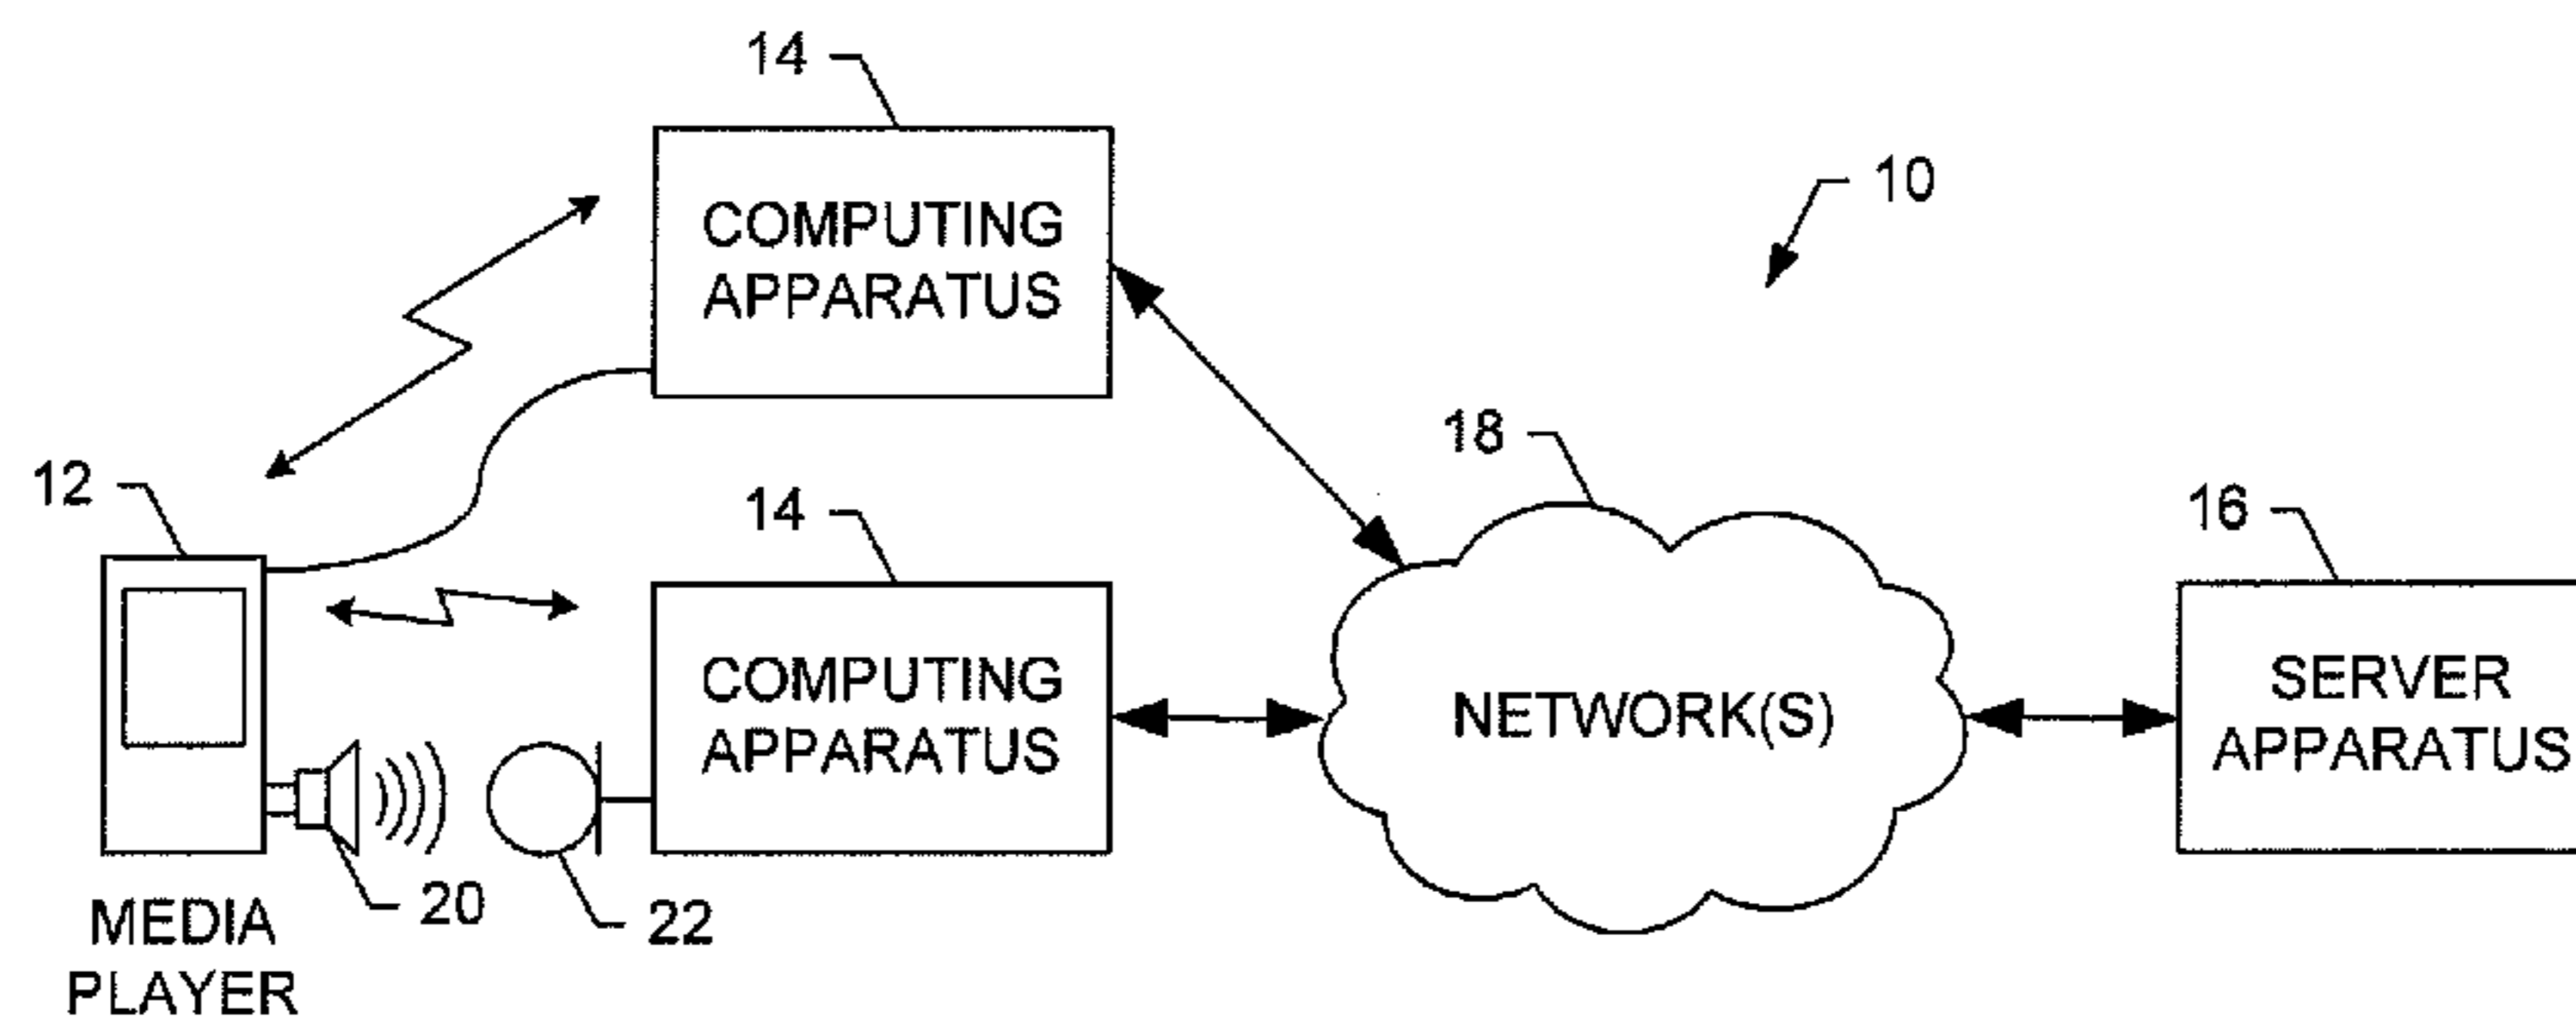 14
COMPUTING
APPARATUS
10
12
14
COMPUTING
APPARATUS
18
NETWORK(S)
16
SERVER
APPARATUS
20
22
MEDIA
PLAYER